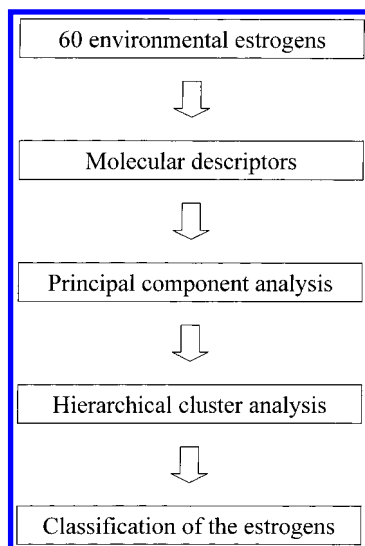 60 environmental estrogens
Molecular descriptors
Principal component analysis
Hierarchical cluster analysis
Classification of the estrogens